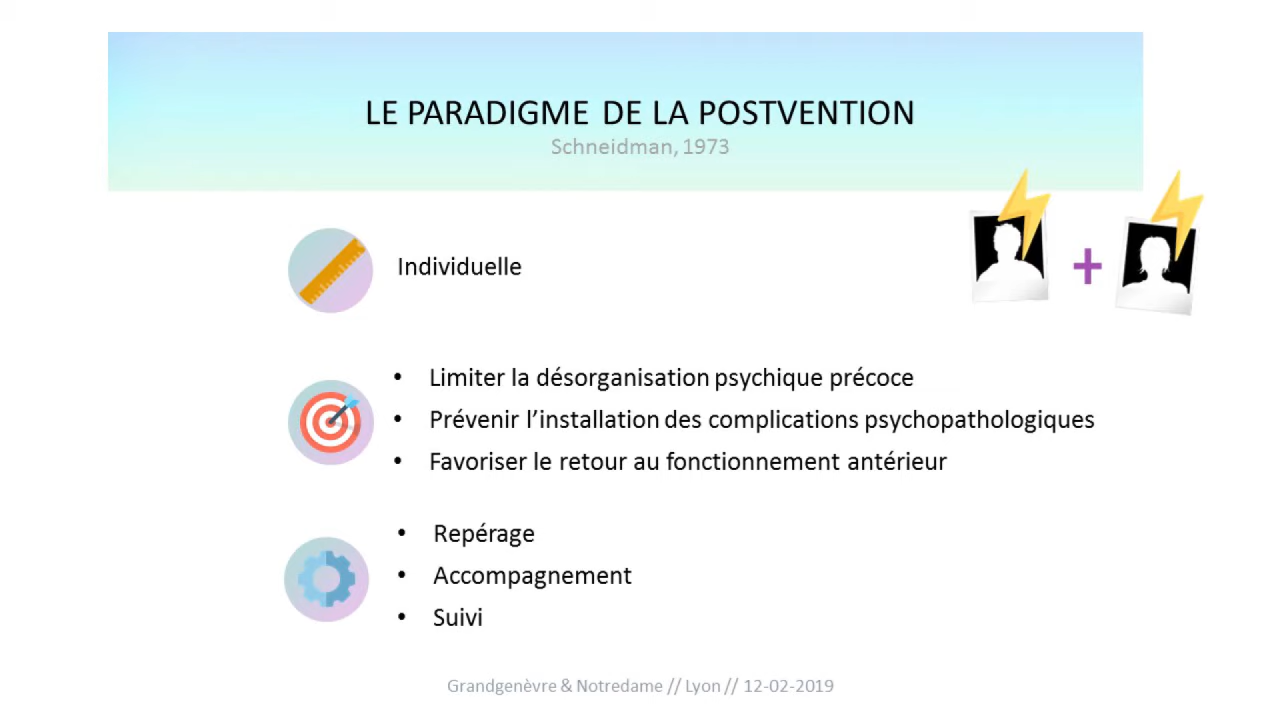 LE PARADIGME DE LA POSTVENTION
Schneidman, 1973
Individuelle
+
• Limiter la désorganisation psychique précoce
• Prévenir l’installation des complications psychopathologiques
• Favoriser le retour au fonctionnement antérieur
• Repérage
• Accompagnement
• Suivi
Grandgenèvre & Notredame // Lyon // 12-02-2019